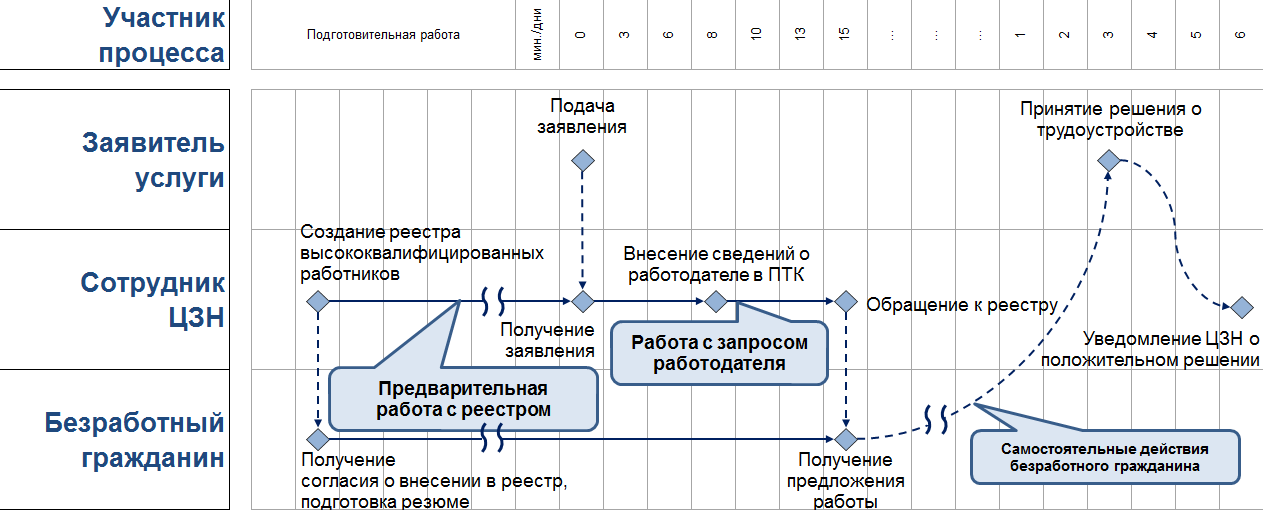 Участник
процесса
Подготовительная работа
мин./дни
0
3
6
8
10
13
15
...
...
...
1
2
3
4
5
6
Заявитель
услуги
Подача
заявления
Принятие решения о
трудоустройстве
Сотрудник
ЦЗН
Создание реестра
высококвалифицированных
работников
Получение
заявления
Внесение сведений о
работодателе в ПТК
Обращение к реестру
Уведомление ЦЗН о
положительном решении
Предварительная
работа с реестром
Работа с запросом
работодателя
Безработный
гражданин
Получение
согласия о внесении в реестр,
подготовка резюме
Получение
предложения
работы
Самостоятельные действия
безработного гражданина